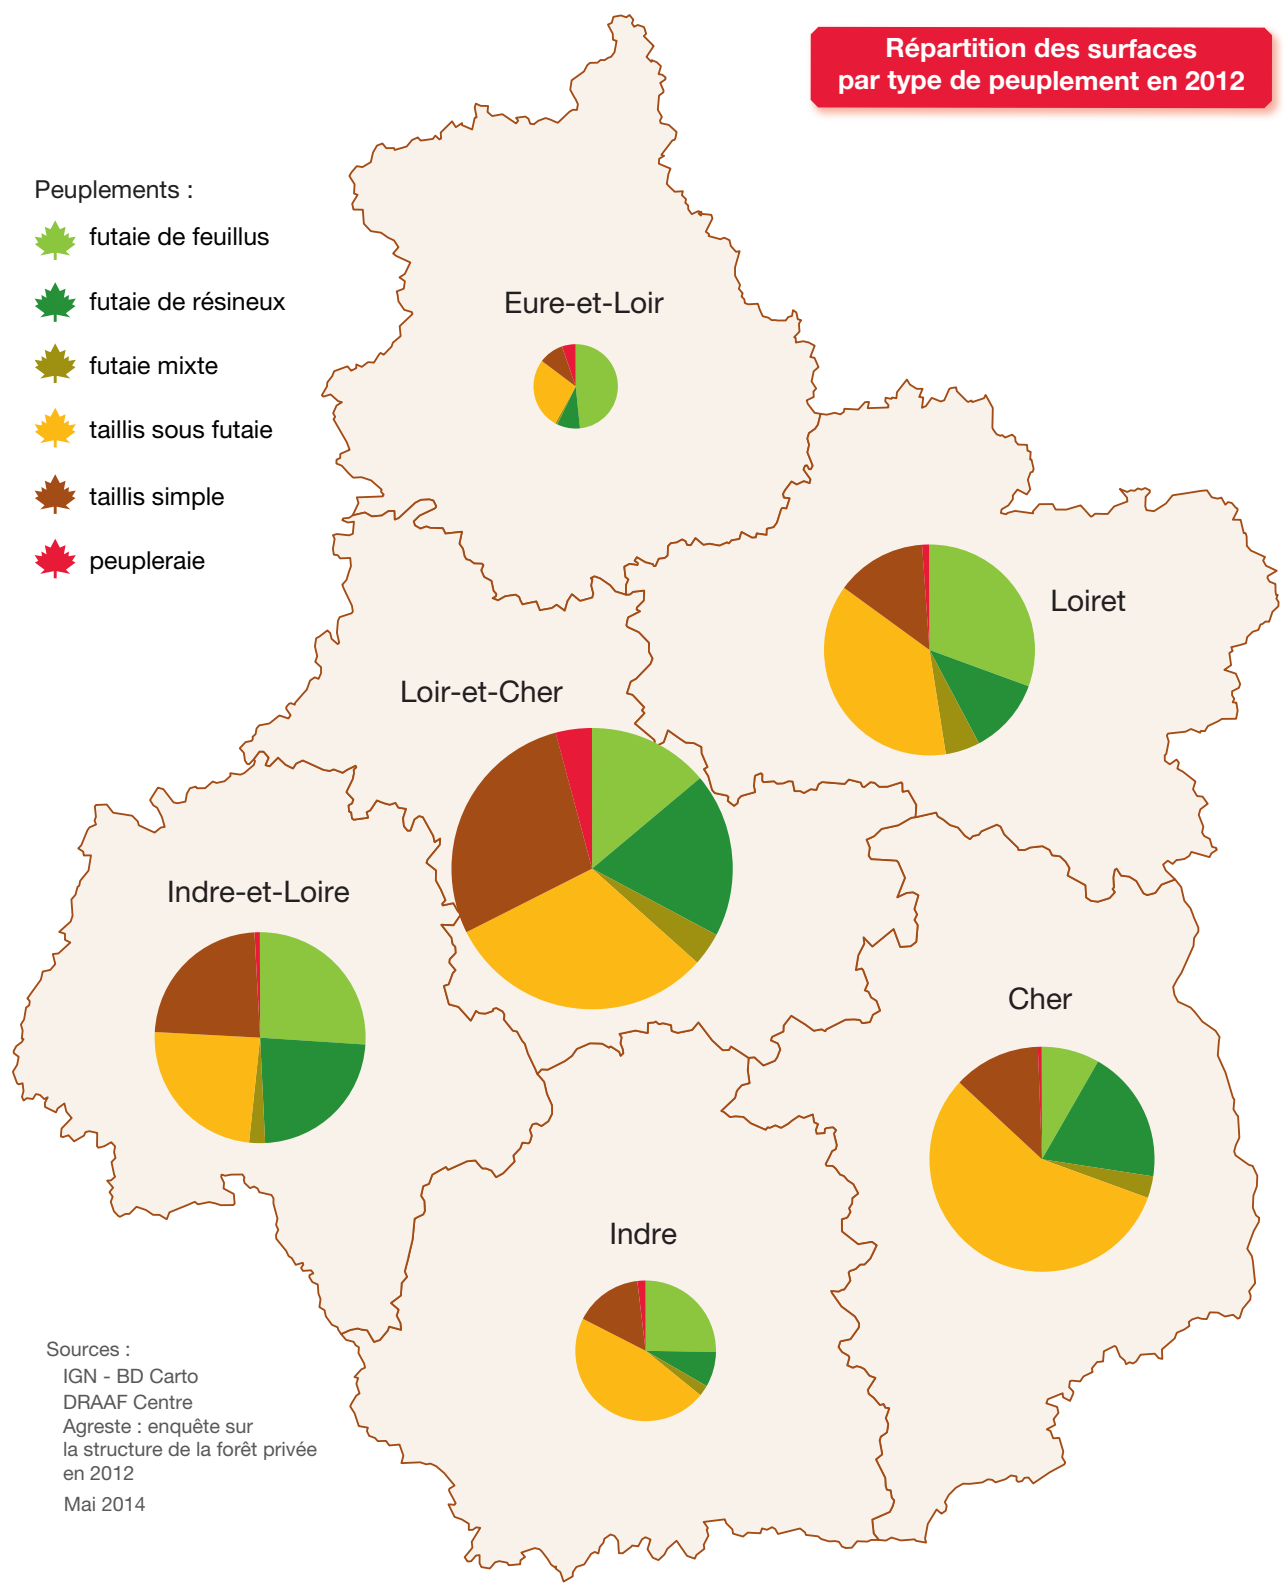 Répartition des surfaces
par type de peuplement en 2012
Peuplements :
futaie de feuillus
futaie de résineux
futaie mixte
taillis sous futaie
taillis simple
peupleraie
Eure-et-Loir
Loiret
Loir-et-Cher
Indre-et-Loire
Cher
Indre
Sources :
IGN - BD Carto
DRAAF Centre
Agreste : enquête sur
la structure de la forêt privée
en 2012
Mai 2014